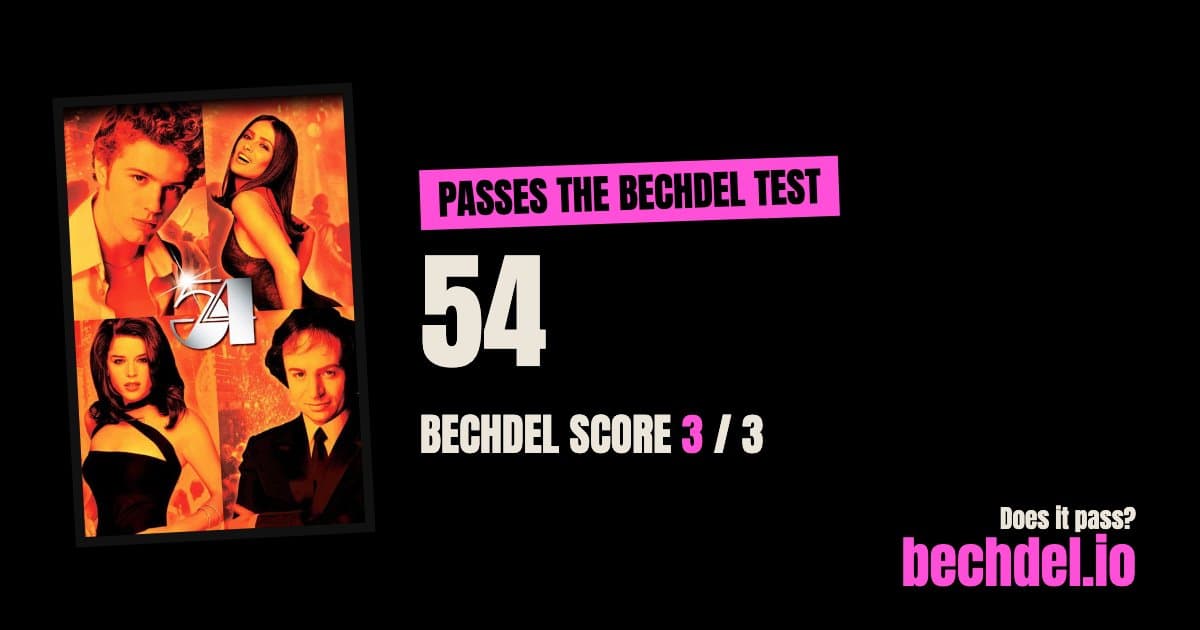 PASSES THE BECHDEL TEST
54
54
BECHDEL SCORE 3 / 3
Does it pass?
bechdel.io